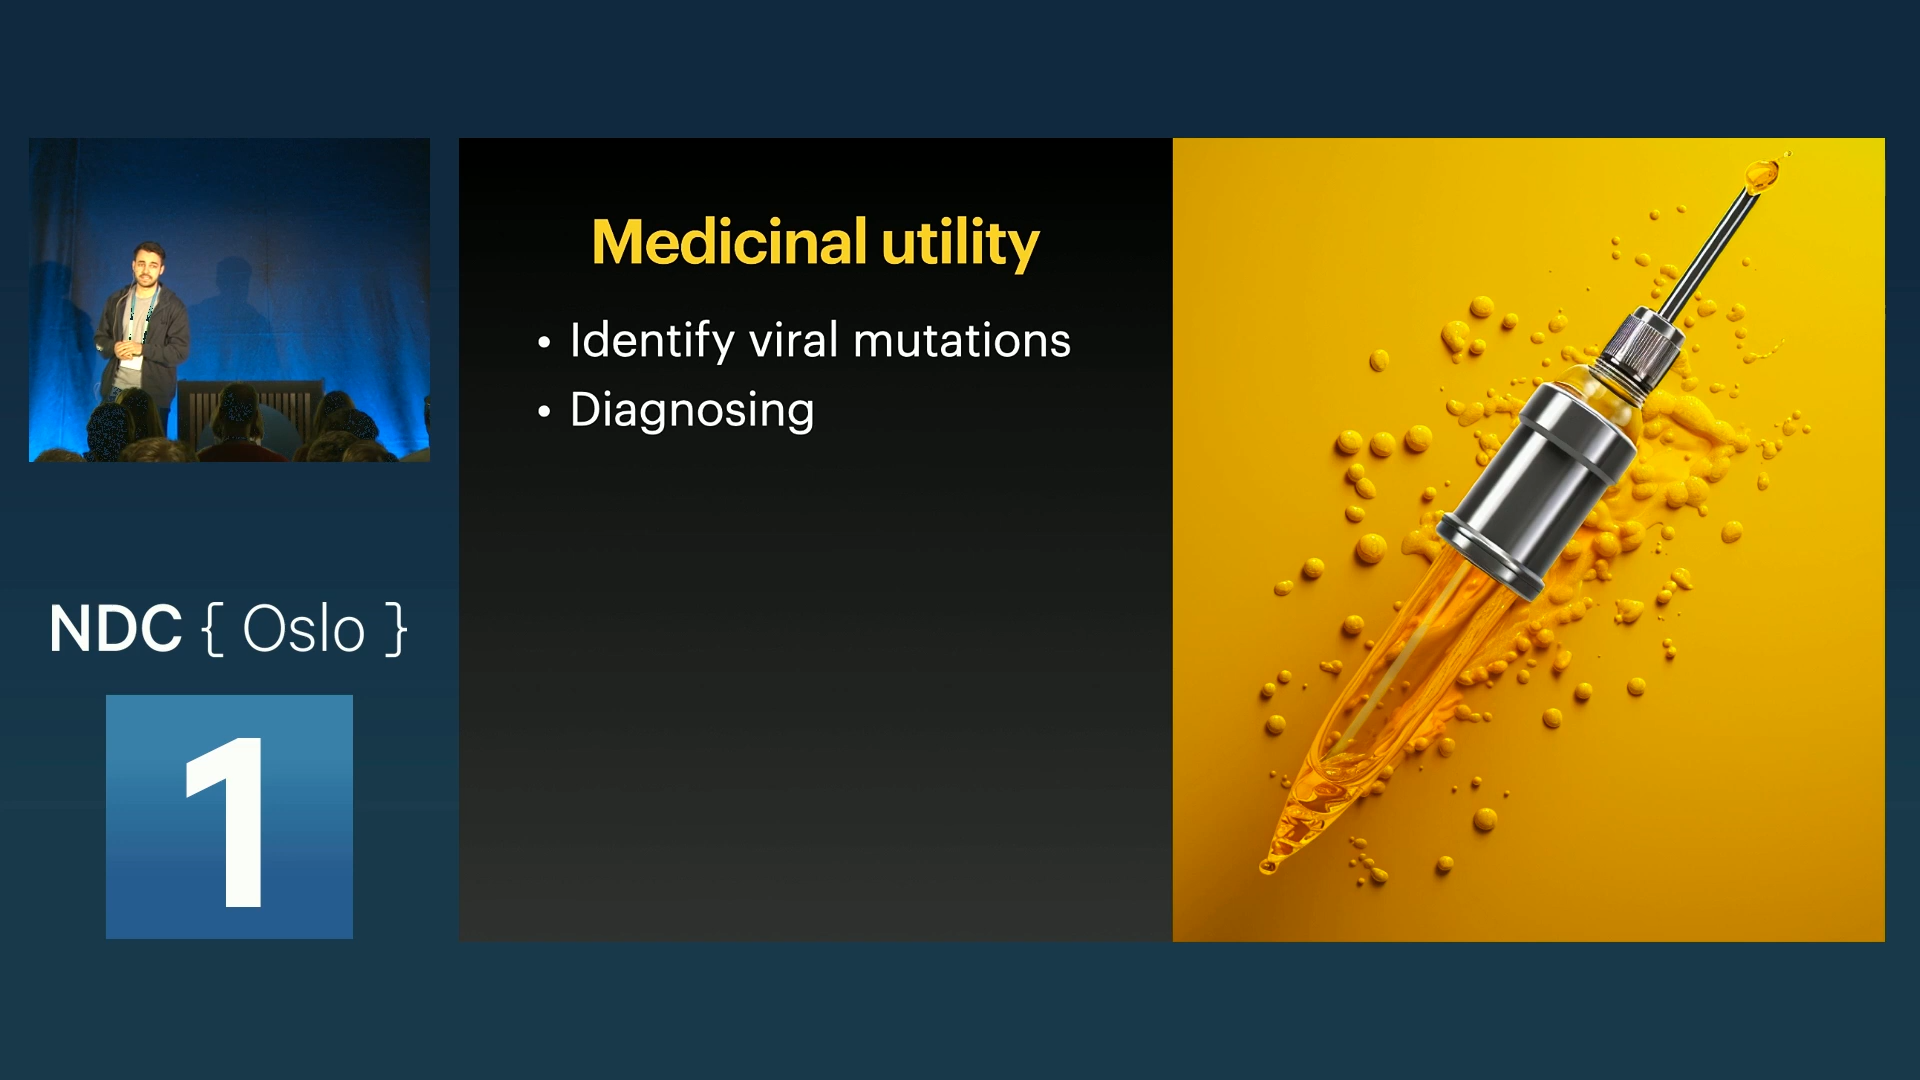 Medicinal utility
• Identify viral mutations
• Diagnosing
NDC { Oslo }
1